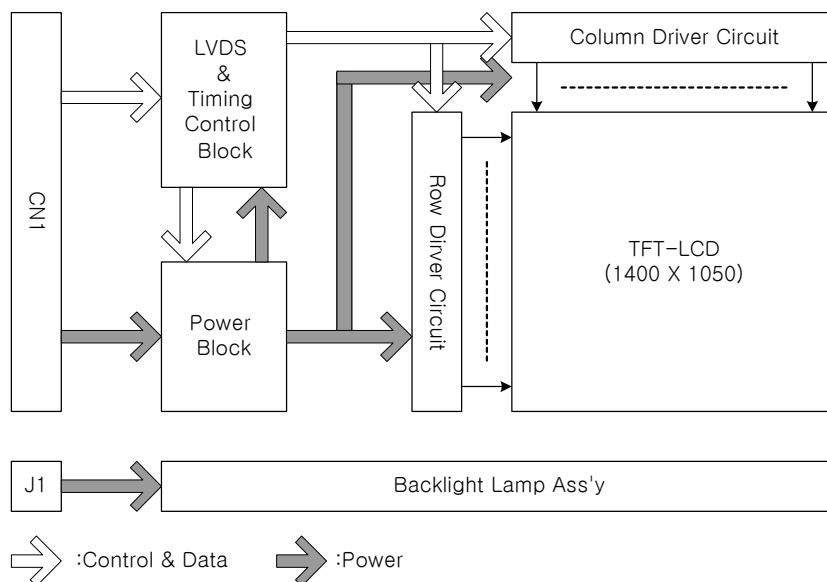 LVDS
&
Timing
Control
Block
Column Driver Circuit
CN1
Row Dirver Circuit
TFT-LCD
(1400 X 1050)
Power
Block
J1
Backlight Lamp Ass'y
:Control & Data
:Power